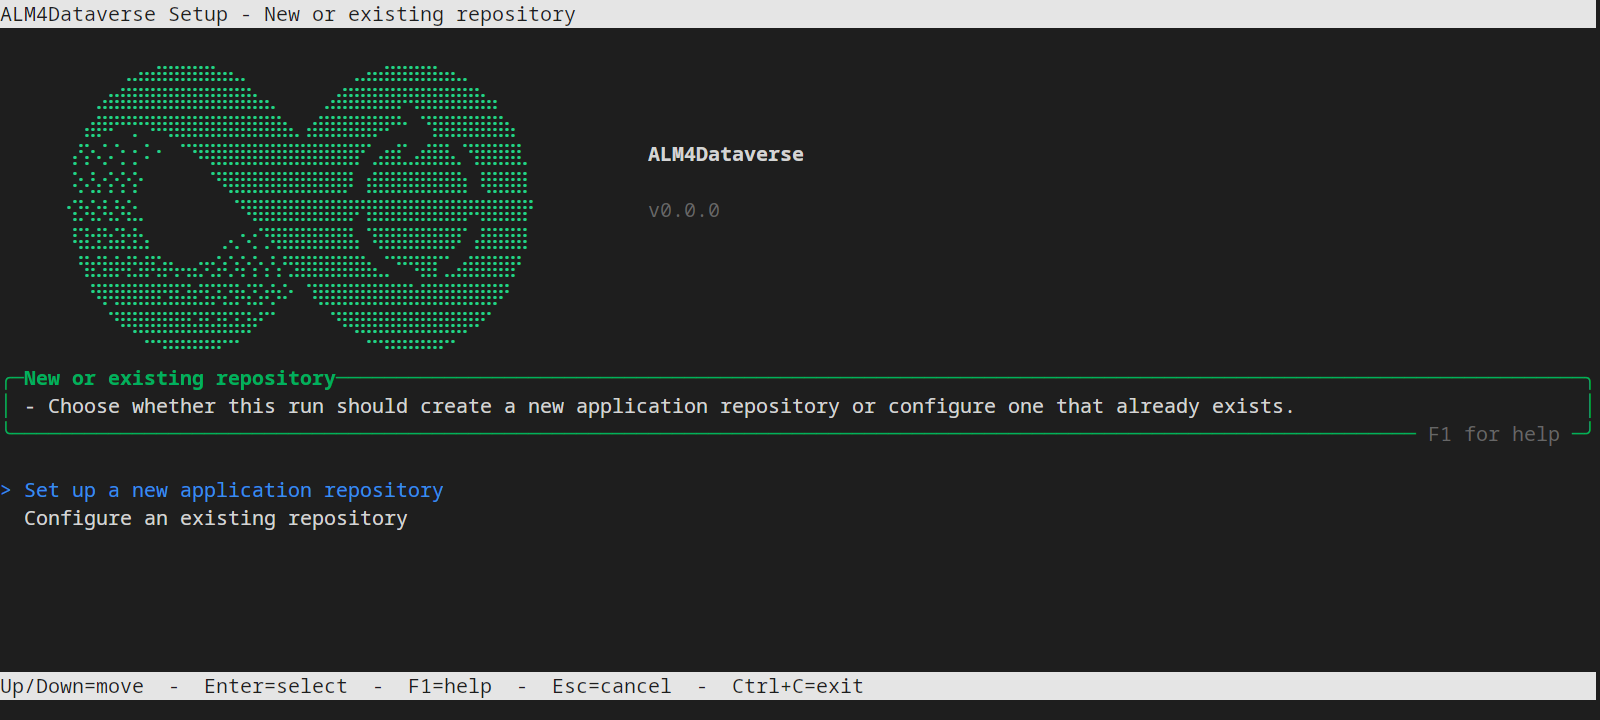 ALM4Dataverse Setup - New or existing repository
ALM4Dataverse
v0.0.0
New or existing repository
- Choose whether this run should create a new application repository or configure one that already exists.
F1 for help
> Set up a new application repository
Configure an existing repository
Up/Down=move  -  Enter=select  -  F1=help  -  Esc=cancel  -  Ctrl+C=exit